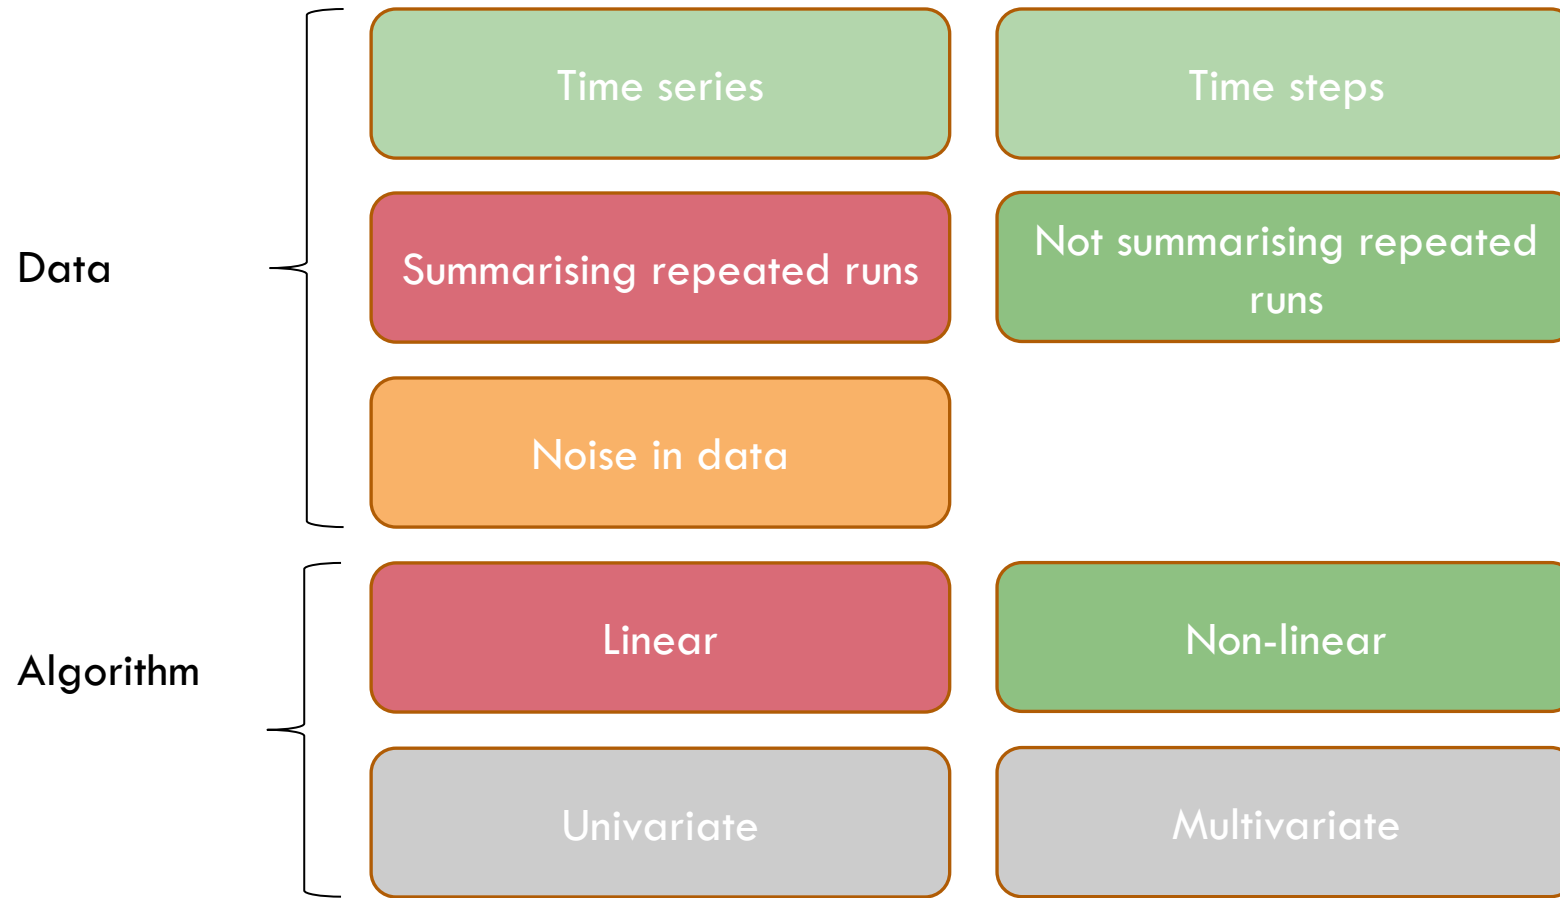 Time series
Time steps
Data
Summarising repeated runs
Not summarising repeated
runs
Noise in data
Algorithm
Linear
Non-linear
Univariate
Multivariate